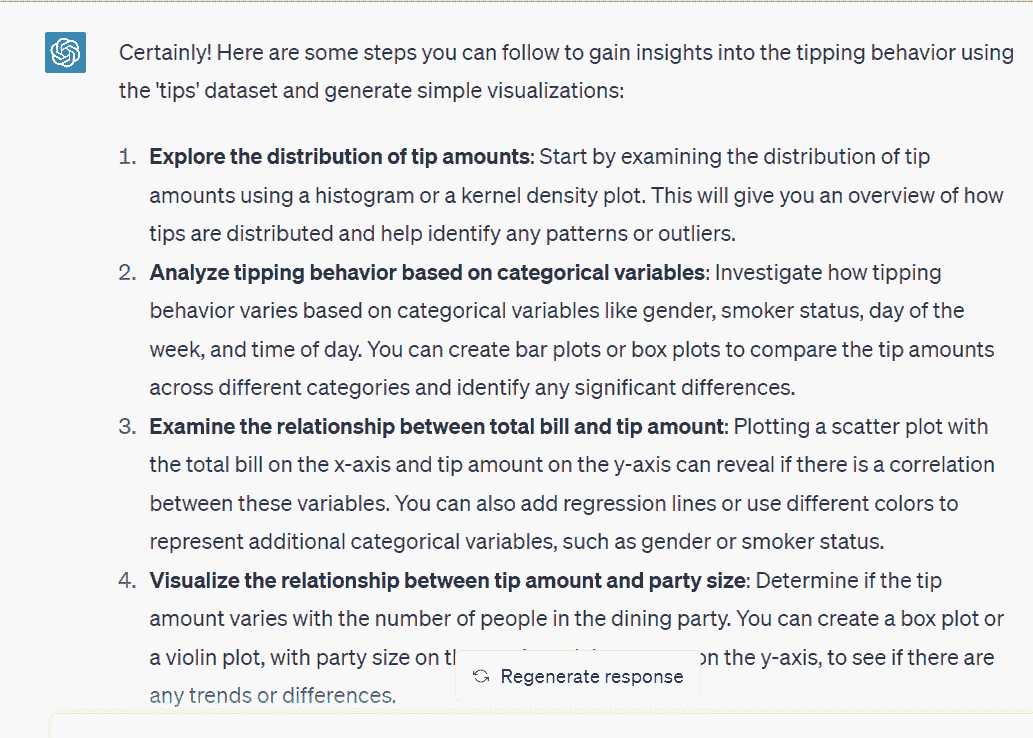 Certainly! Here are some steps you can follow to gain insights into the tipping behavior using
the 'tips' dataset and generate simple visualizations:
1. Explore the distribution of tip amounts: Start by examining the distribution of tip
amounts using a histogram or a kernel density plot. This will give you an overview of how
tips are distributed and help identify any patterns or outliers.
2. Analyze tipping behavior based on categorical variables: Investigate how tipping
behavior varies based on categorical variables like gender, smoker status, day of the
week, and time of day. You can create bar plots or box plots to compare the tip amounts
across different categories and identify any significant differences.
3. Examine the relationship between total bill and tip amount: Plotting a scatter plot with
the total bill on the x-axis and tip amount on the y-axis can reveal if there is a correlation
between these variables. You can also add regression lines or use different colors to
represent additional categorical variables, such as gender or smoker status.
4. Visualize the relationship between tip amount and party size: Determine if the tip
amount varies with the number of people in the dining party. You can create a box plot or
a violin plot, with party size on on the y-axis, to see if there are
Regenerate response
any trends or differences.